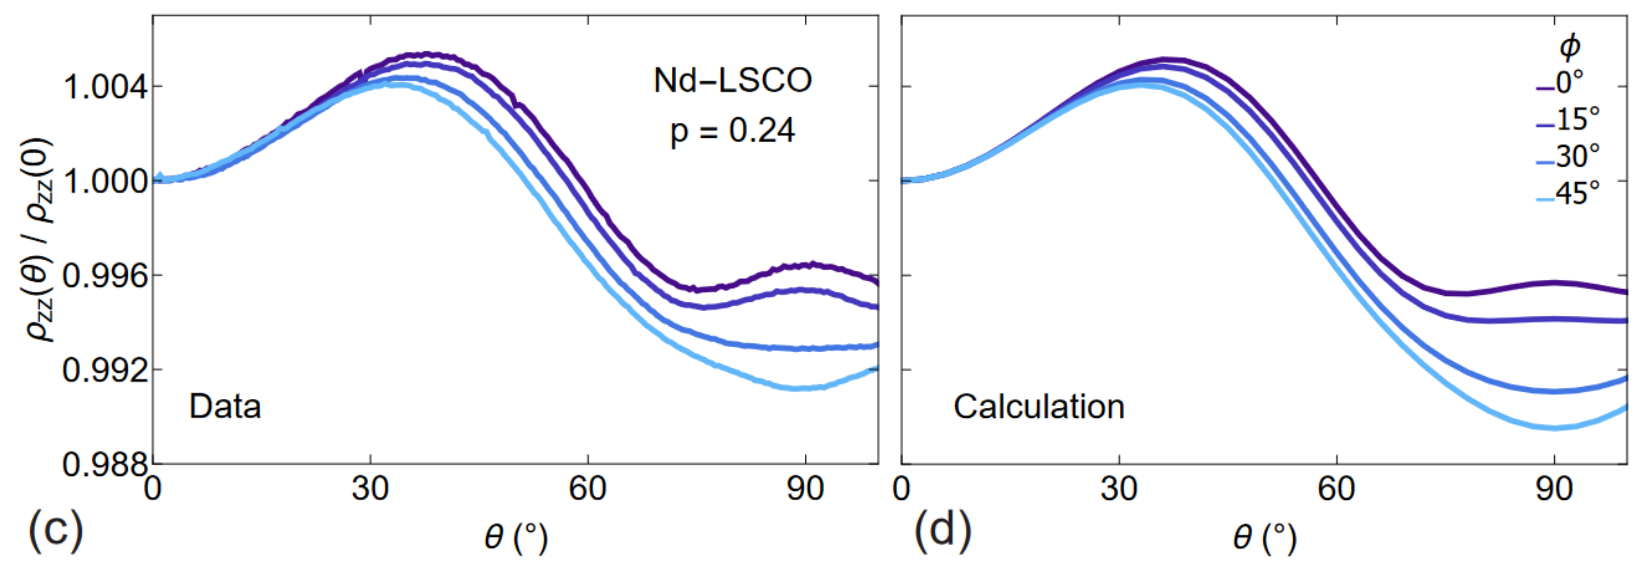 1.004
1.000
0.996
0.992
0.988
ρzz(θ) / ρzz(0)
Nd−LSCO
p = 0.24
Data
0
30
60
90
(c)
θ (°)
ϕ
0°
15°
30°
45°
Calculation
0
30
60
90
(d)
θ (°)